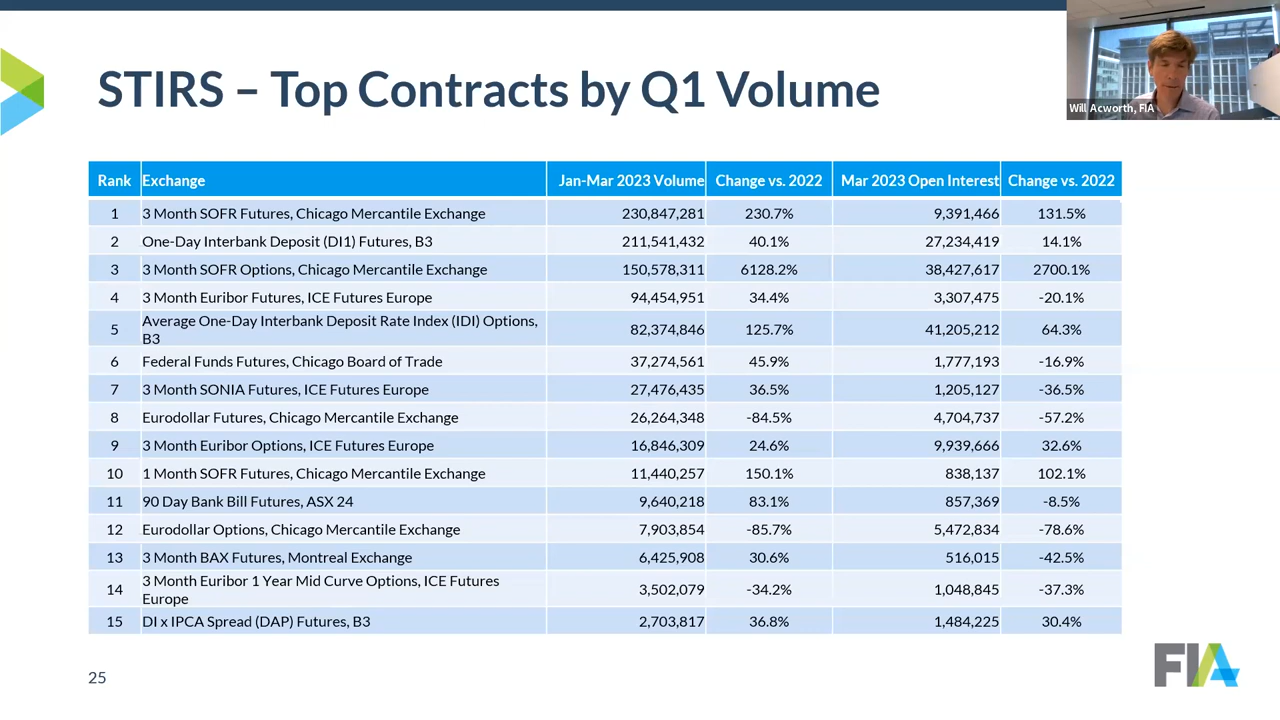 STIRS – Top Contracts by Q1 Volume
Will Acworth, FIA
Rank Exchange Jan-Mar 2023 Volume Change vs. 2022 Mar 2023 Open Interest Change vs. 2022
1 3 Month SOFR Futures, Chicago Mercantile Exchange 230,847,281 230.7% 9,391,466 131.5%
2 One-Day Interbank Deposit (DI1) Futures, B3 211,541,432 40.1% 27,234,419 14.1%
3 3 Month SOFR Options, Chicago Mercantile Exchange 150,578,311 6128.2% 38,427,617 2700.1%
4 3 Month Euribor Futures, ICE Futures Europe 94,454,951 34.4% 3,307,475 -20.1%
5 Average One-Day Interbank Deposit Rate Index (IDI) Options,
B3 82,374,846 125.7% 41,205,212 64.3%
6 Federal Funds Futures, Chicago Board of Trade 37,274,561 45.9% 1,777,193 -16.9%
7 3 Month SONIA Futures, ICE Futures Europe 27,476,435 36.5% 1,205,127 -36.5%
8 Eurodollar Futures, Chicago Mercantile Exchange 26,264,348 -84.5% 4,704,737 -57.2%
9 3 Month Euribor Options, ICE Futures Europe 16,846,309 24.6% 9,939,666 32.6%
10 1 Month SOFR Futures, Chicago Mercantile Exchange 11,440,257 150.1% 838,137 102.1%
11 90 Day Bank Bill Futures, ASX 24 9,640,218 83.1% 857,369 -8.5%
12 Eurodollar Options, Chicago Mercantile Exchange 7,903,854 -85.7% 5,472,834 -78.6%
13 3 Month BAX Futures, Montreal Exchange 6,425,908 30.6% 516,015 -42.5%
14 3 Month Euribor 1 Year Mid Curve Options, ICE Futures
Europe 3,502,079 -34.2% 1,048,845 -37.3%
15 DI x IPCA Spread (DAP) Futures, B3 2,703,817 36.8% 1,484,225 30.4%
25
FIA